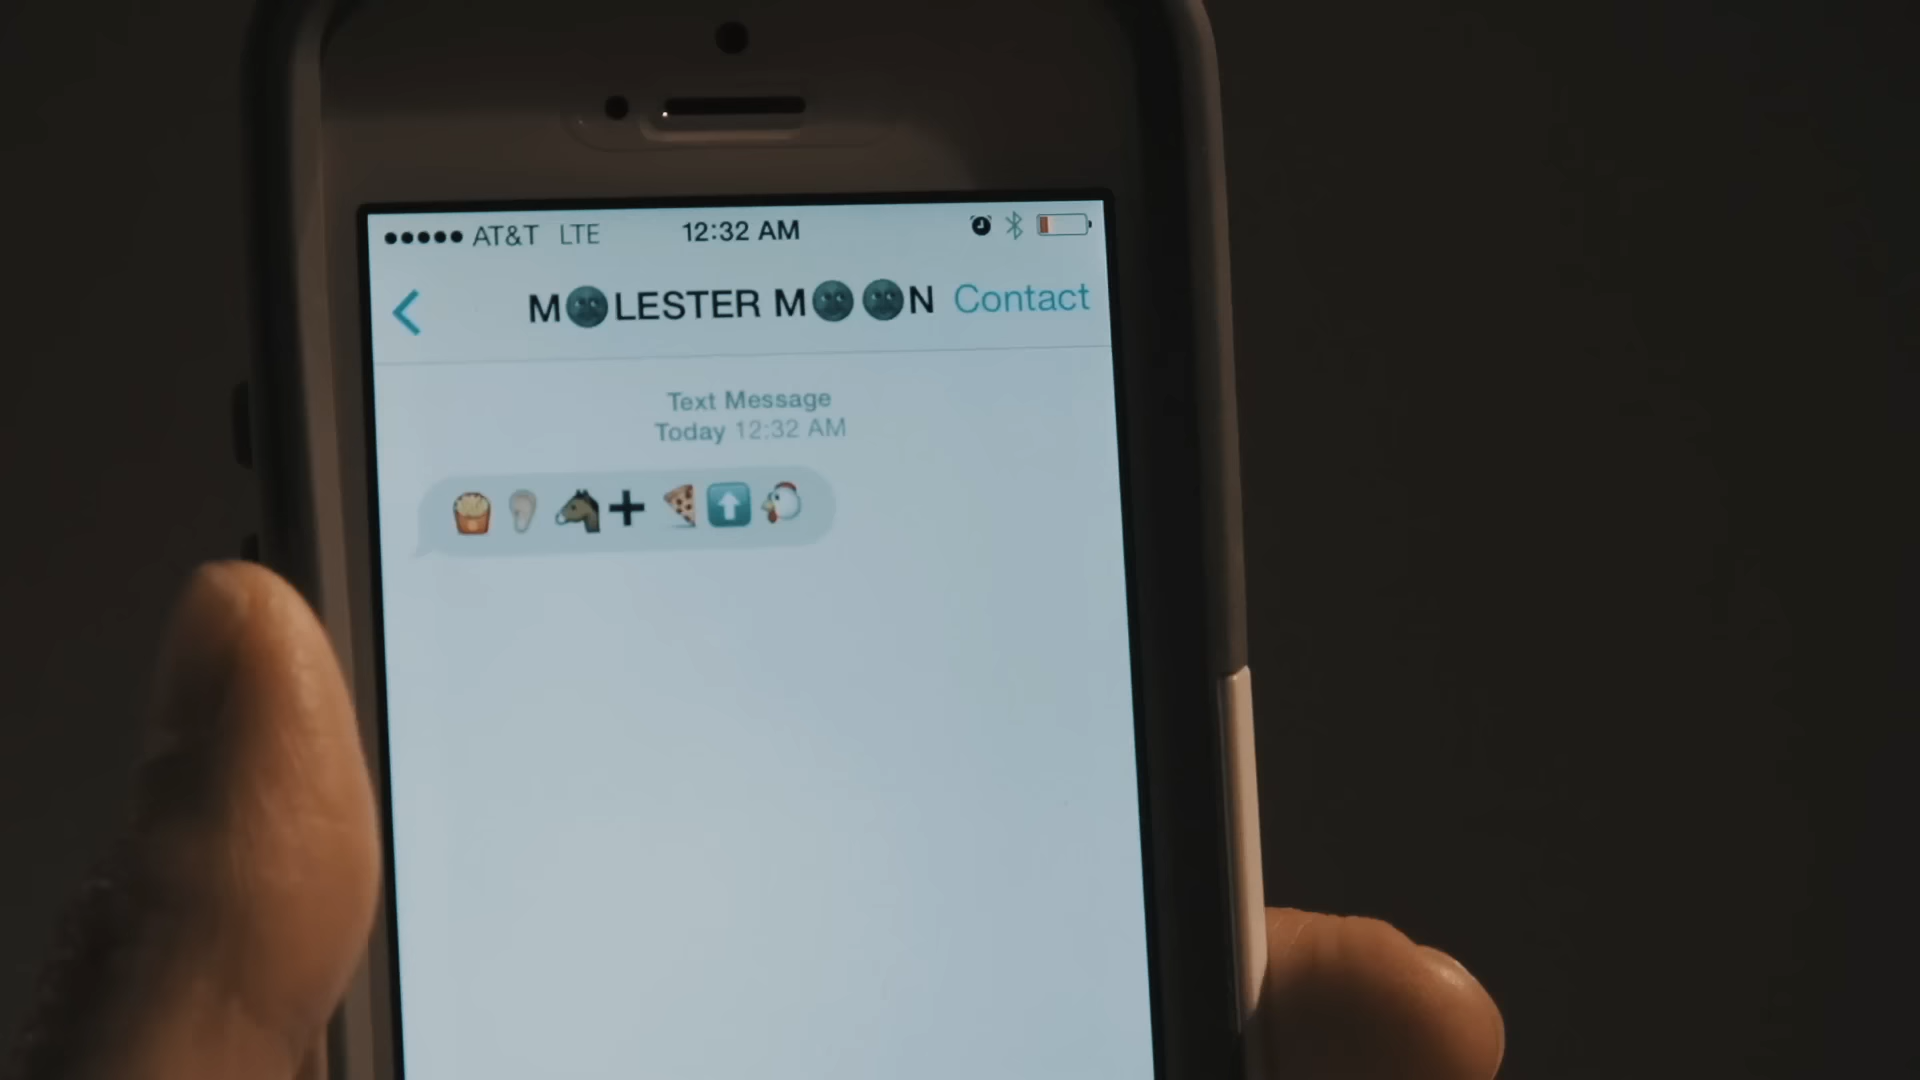 AT&T LTE 12:32 AM
M🌚LESTER M🌚🌚N Contact
Text Message
Today 12:32 AM
🍟👂🐴➕🍕⬆️🐔